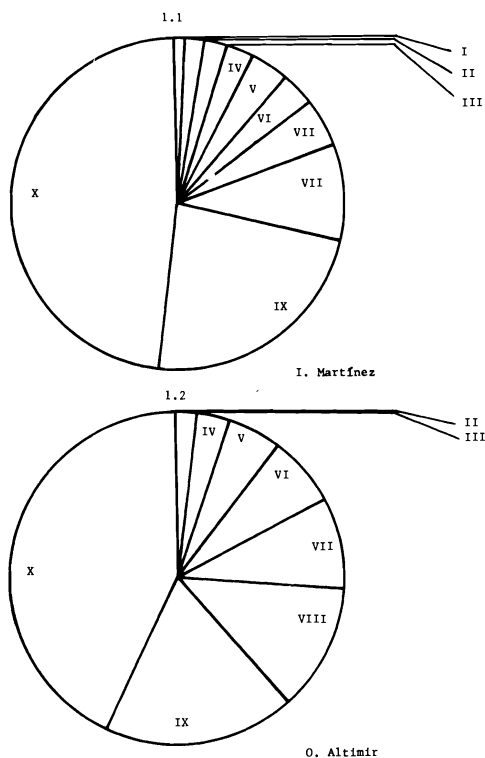 1.1
I
II
III
IV
V
VI
VII
VII
X
IX
I. Martínez
1.2
II
III
IV
V
VI
VII
X
VIII
IX
O. Altimir